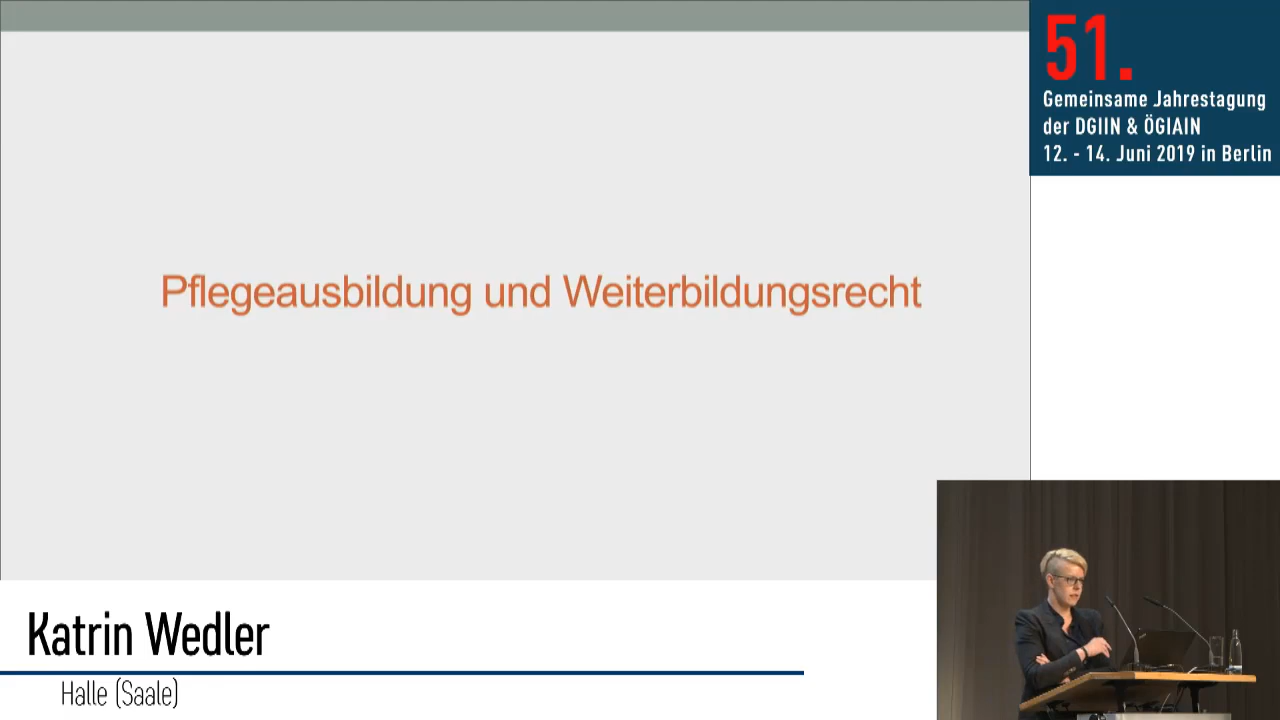 Pflegeausbildung und Weiterbildungsrecht
51.
Gemeinsame Jahrestagung
der DGIIN & ÖGIAIN
12. - 14. Juni 2019 in Berlin
Katrin Wedler
Halle (Saale)